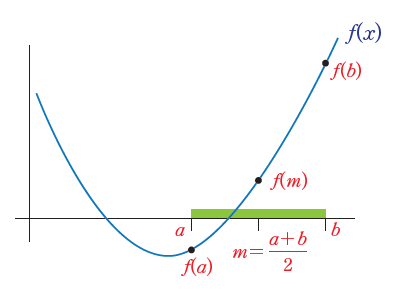 f(x)
f(b)
f(m)
a
b
m = a+b
2
f(a)